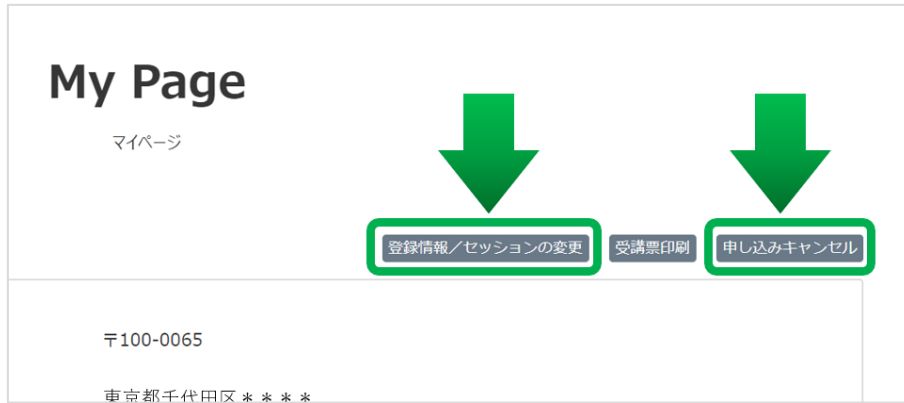 My Page
マイページ
登録情報／セッションの変更 受講票印刷 申し込みキャンセル
〒100-0065
東京都千代田区＊＊＊＊